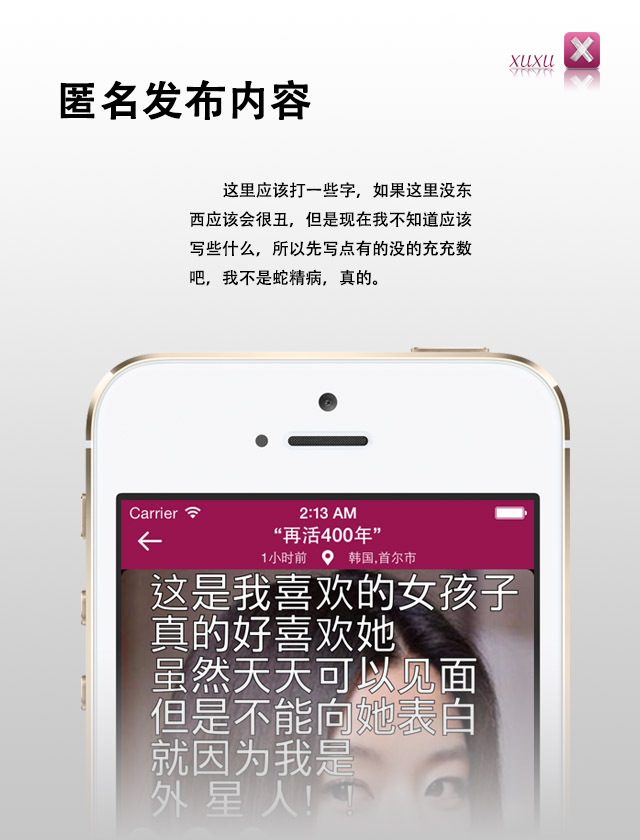 xuxu
匿名发布内容
这里应该打一些字，如果这里没东
西应该会很丑，但是现在我不知道应该
写些什么，所以先写点有的没的充充数
吧，我不是蛇精病，真的。
Carrier 2:13 AM
“再活400年”
1小时前 韩国,首尔市
这是我喜欢的女孩子
真的好喜欢她
虽然天天可以见面
但是不能向她表白
就因为我是
外 星 人！！